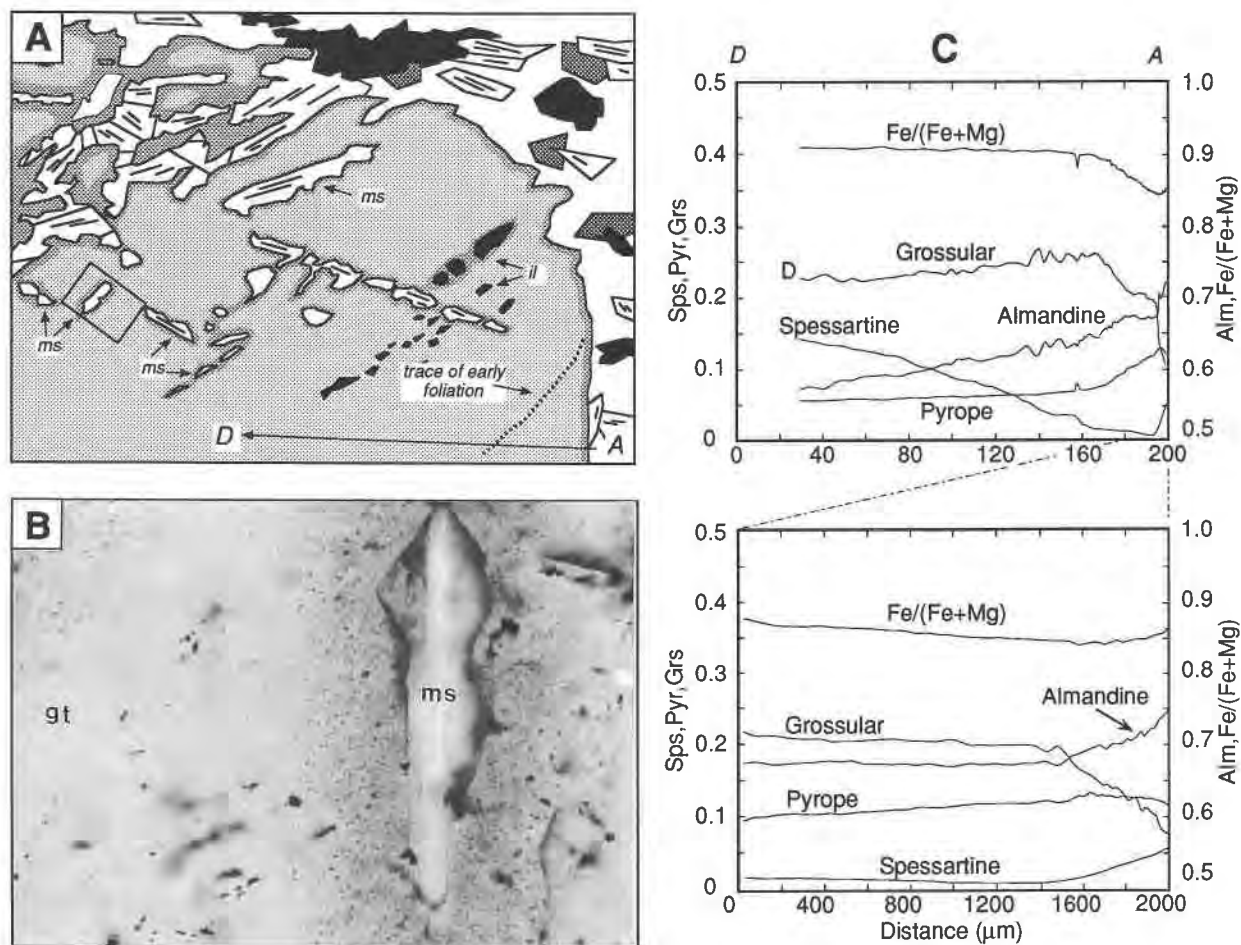 A
ms
il
ms
ms
trace of early
foliation
D
A
B
gt
ms
D
C
A
0.5
1.0
Fe/(Fe+Mg)
0.4
0.9
0.3
0.8
Grossular
D
0.2
0.7
Spessartine
Almandine
0.1
0.6
Pyrope
0
0.5
0
40
80
120
160
200
Sps,Pyr,Grs
Alm,Fe/(Fe+Mg)
0.5
1.0
0.4
0.9
Fe/(Fe+Mg)
0.3
0.8
Almandine
Grossular
0.2
0.7
Pyrope
0.1
0.6
Spessartine
0
0.5
0
400
800
1200
1600
2000
Distance (µm)
Sps,Pyr,Grs
Alm,Fe/(Fe+Mg)